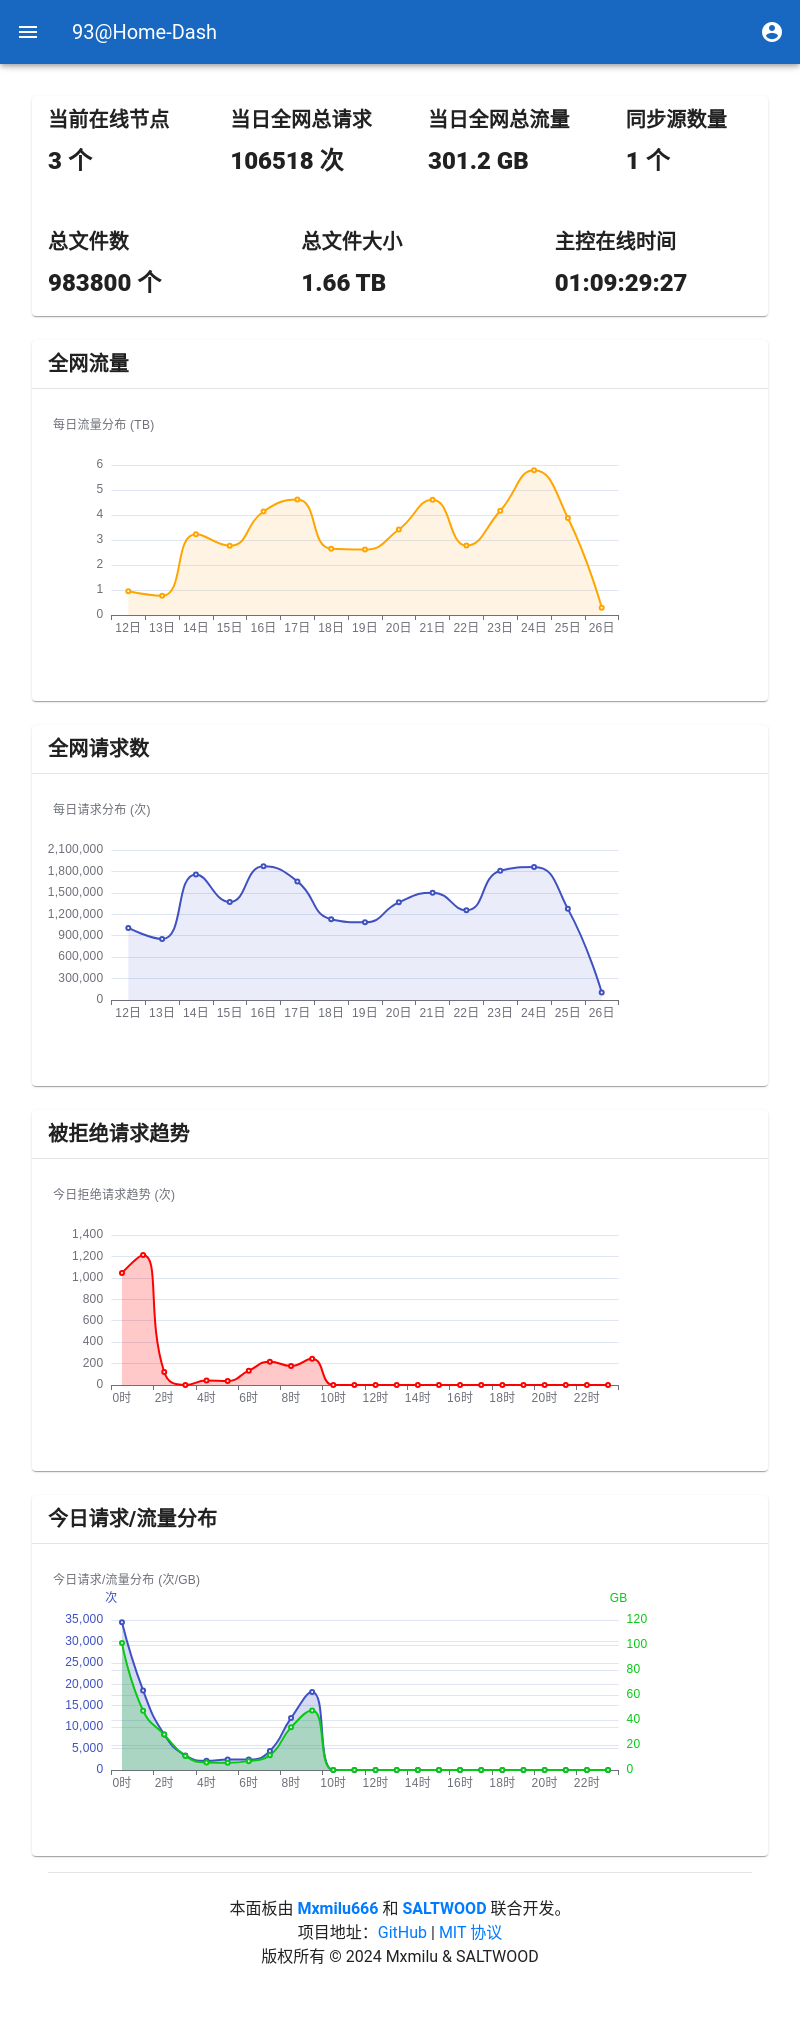 93@Home-Dash
当前在线节点 当日全网总请求 当日全网总流量 同步源数量
3 个 106518 次 301.2 GB 1 个
总文件数 总文件大小 主控在线时间
983800 个 1.66 TB 01:09:29:27
全网流量
每日流量分布 (TB)
6
5
4
3
2
1
0
12日 13日 14日 15日 16日 17日 18日 19日 20日 21日 22日 23日 24日 25日 26日
全网请求数
每日请求分布 (次)
2,100,000
1,800,000
1,500,000
1,200,000
900,000
600,000
300,000
0
12日 13日 14日 15日 16日 17日 18日 19日 20日 21日 22日 23日 24日 25日 26日
被拒绝请求趋势
今日拒绝请求趋势 (次)
1,400
1,200
1,000
800
600
400
200
0
0时 2时 4时 6时 8时 10时 12时 14时 16时 18时 20时 22时
今日请求/流量分布
今日请求/流量分布 (次/GB)
次 GB
35,000 120
30,000 100
25,000 80
20,000 60
15,000 40
10,000 20
5,000 0
0
0时 2时 4时 6时 8时 10时 12时 14时 16时 18时 20时 22时
本面板由 Mxmilu666 和 SALTWOOD 联合开发。
项目地址：GitHub | MIT 协议
版权所有 © 2024 Mxmilu & SALTWOOD